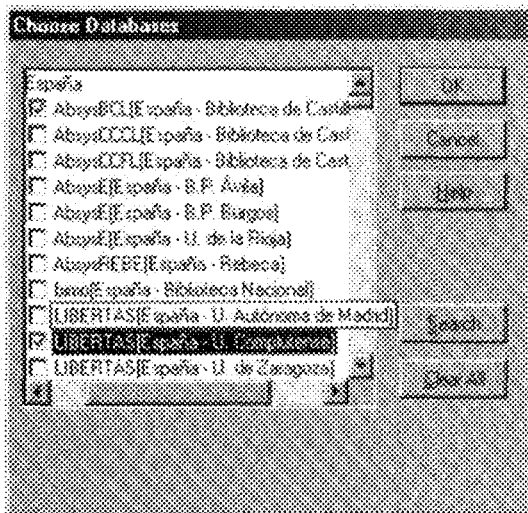 Choose Databases
España
AbsysBCL[España - Biblioteca de Castil
AbsysCCCL[España - Biblioteca de Cast
AbsysCCFL[España - Biblioteca de Cast
AbsysE[España - B.P. Ávila]
AbsysE[España - B.P. Burgos]
AbsysE[España - U. de la Rioja]
AbsysREBE[España - Rebeca]
[España - Biblioteca Nacional]
LIBERTAS[España - U. Autónoma de Madrid]
LIBERTAS[España - U. Complutense]
LIBERTAS[España - U. de Zaragoza]
OK
Cancel
Help
Search
Clear All